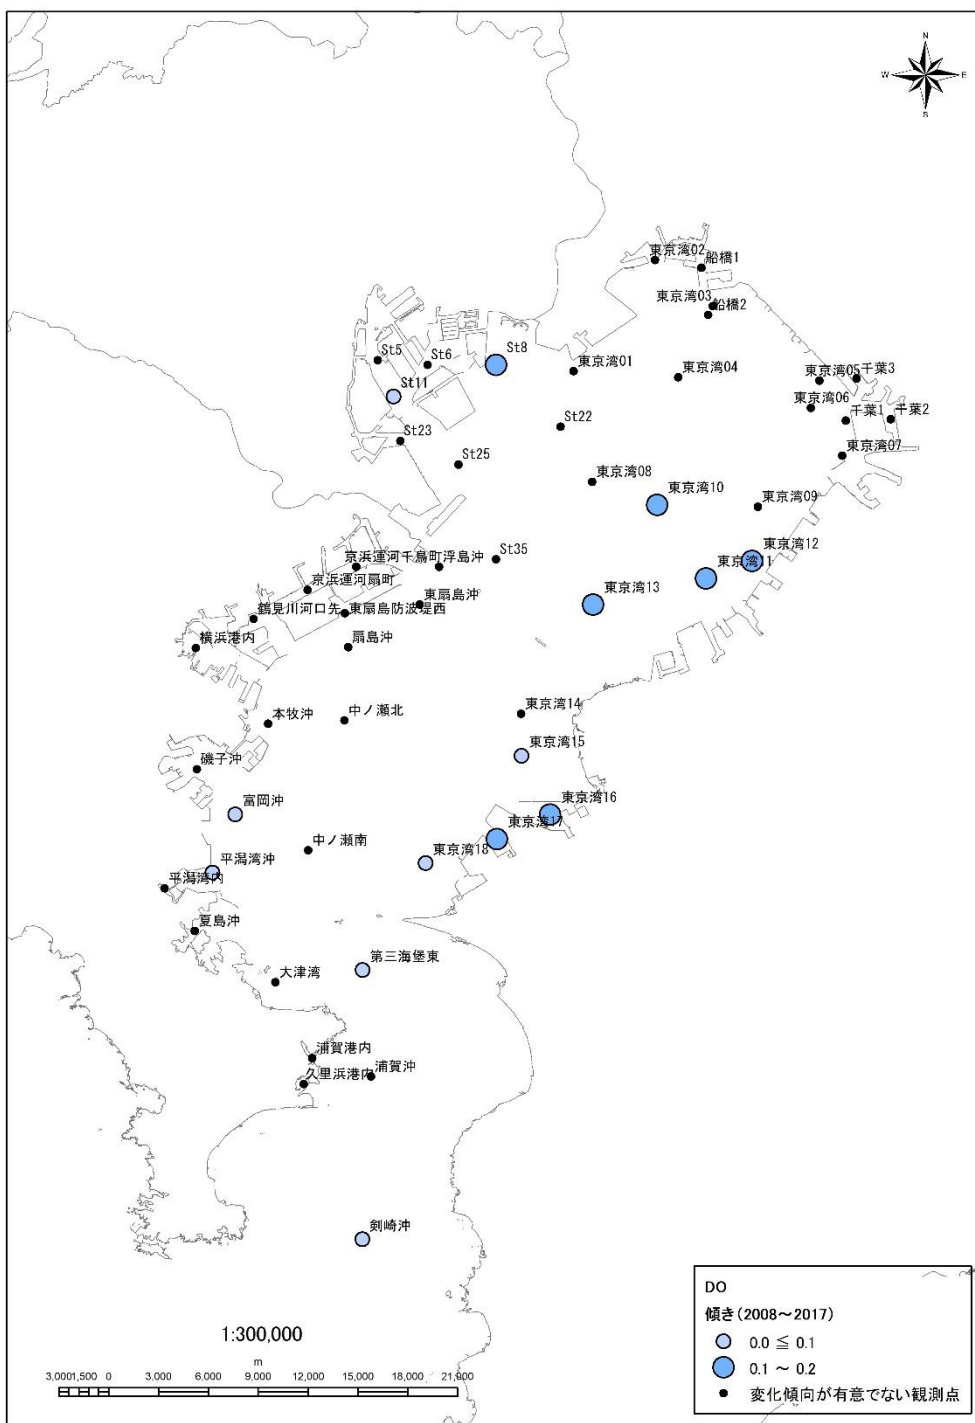 N
W
E
S
東京湾02
船橋1
東京湾03
船橋2
St5
St6
St8
東京湾01
東京湾04
東京湾05
千葉3
St11
東京湾06
千葉1
千葉2
St22
St23
東京湾07
St25
東京湾08
東京湾10
東京湾09
St35
東京湾12
京浜運河千鳥町
浮島沖
東京湾11
京浜運河扇町
東扇島沖
東京湾13
鶴見川河口先
東扇島防波堤西
横浜港内
扇島沖
本牧沖
中ノ瀬北
東京湾14
東京湾15
磯子沖
富岡沖
東京湾16
東京湾17
中ノ瀬南
東京湾18
平潟湾沖
平潟湾内
夏島沖
第三海堡東
大津湾
浦賀港内
浦賀沖
久里浜港内
剣崎沖
1:300,000
m
3,000 1,500 0 3,000 6,000 9,000 12,000 15,000 18,000 21,000
DO
傾き(2008～2017)
0.0 ≦ 0.1
0.1 ～ 0.2
変化傾向が有意でない観測点